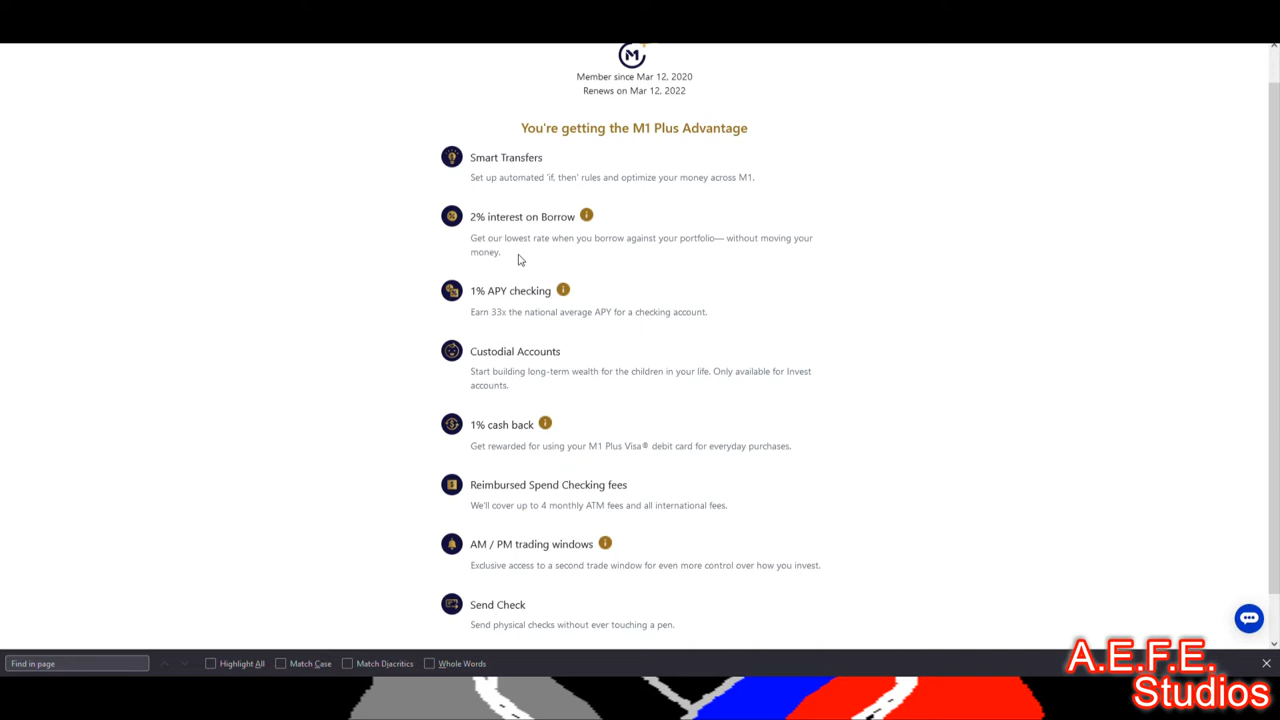 M
Member since Mar 12, 2020
Renews on Mar 12, 2022
You're getting the M1 Plus Advantage
Smart Transfers
Set up automated 'if, then' rules and optimize your money across M1.
2% interest on Borrow
Get our lowest rate when you borrow against your portfolio— without moving your
money.
1% APY checking
Earn 33x the national average APY for a checking account.
Custodial Accounts
Start building long-term wealth for the children in your life. Only available for Invest
accounts.
1% cash back
Get rewarded for using your M1 Plus Visa® debit card for everyday purchases.
Reimbursed Spend Checking fees
We'll cover up to 4 monthly ATM fees and all international fees.
AM / PM trading windows
Exclusive access to a second trade window for even more control over how you invest.
Send Check
Send physical checks without ever touching a pen.
Find in page
Highlight All
Match Case
Match Diacritics
Whole Words
A.E.F.E.
Studios